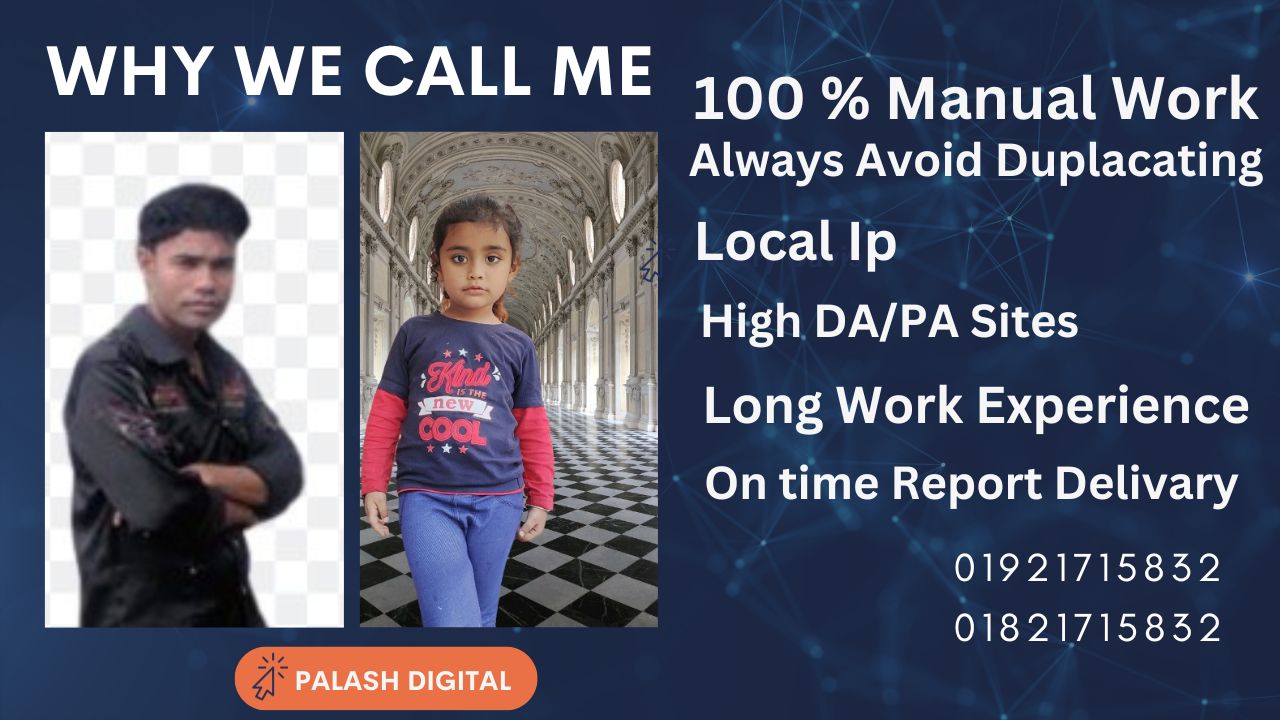 WHY WE CALL ME
Kind
IS THE
new
COOL
PALASH DIGITAL
100 % Manual Work
Always Avoid Duplacating
Local Ip
High DA/PA Sites
Long Work Experience
On time Report Delivary
01921715832
01821715832